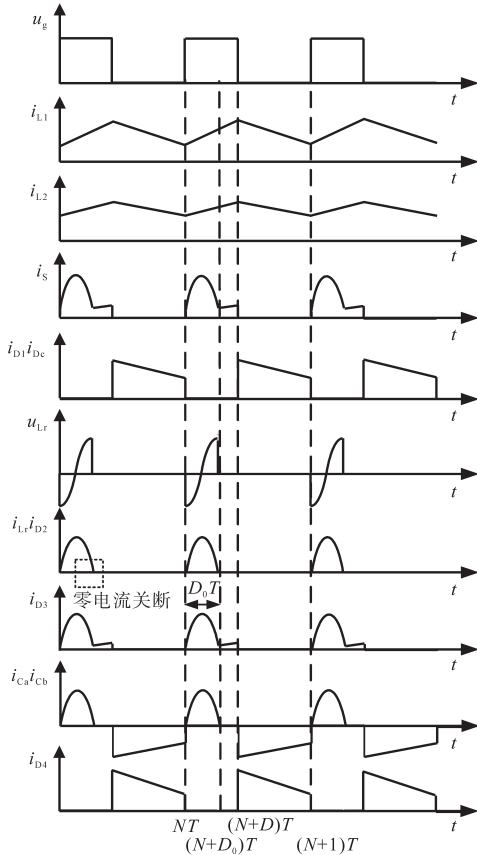 u_g
t
i_L1
t
i_L2
t
i_S
t
i_D1 i_Dc
t
u_Lr
t
i_Lr i_D2
t
零电流关断
D_0T
i_D3
t
i_Ca i_Cb
t
i_D4
t
NT
(N+D)T
(N+D_0)T
(N+1)T